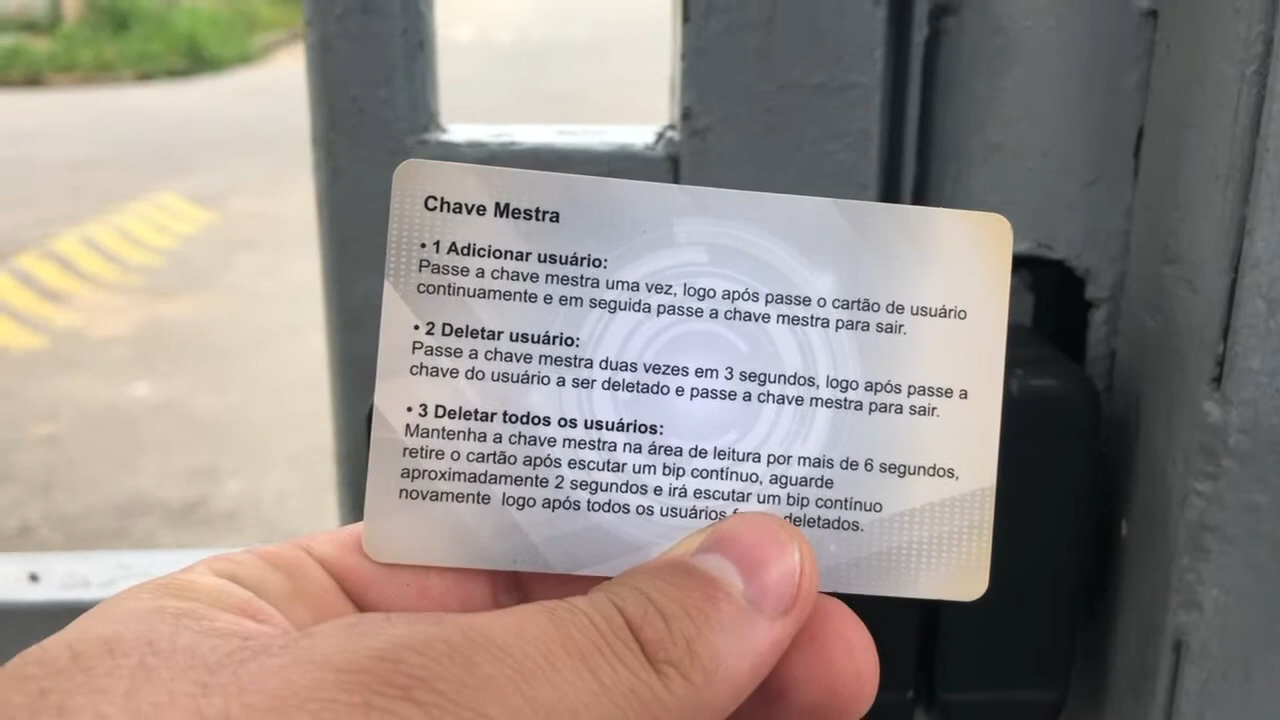 Chave Mestra
• 1 Adicionar usuário:
Passe a chave mestra uma vez, logo após passe o cartão de usuário
continuamente e em seguida passe a chave mestra para sair.
• 2 Deletar usuário:
Passe a chave mestra duas vezes em 3 segundos, logo após passe a
chave do usuário a ser deletado e passe a chave mestra para sair.
• 3 Deletar todos os usuários:
Mantenha a chave mestra na área de leitura por mais de 6 segundos,
retire o cartão após escutar um bip contínuo, aguarde
aproximadamente 2 segundos e irá escutar um bip contínuo
novamente logo após todos os usuários deletados.